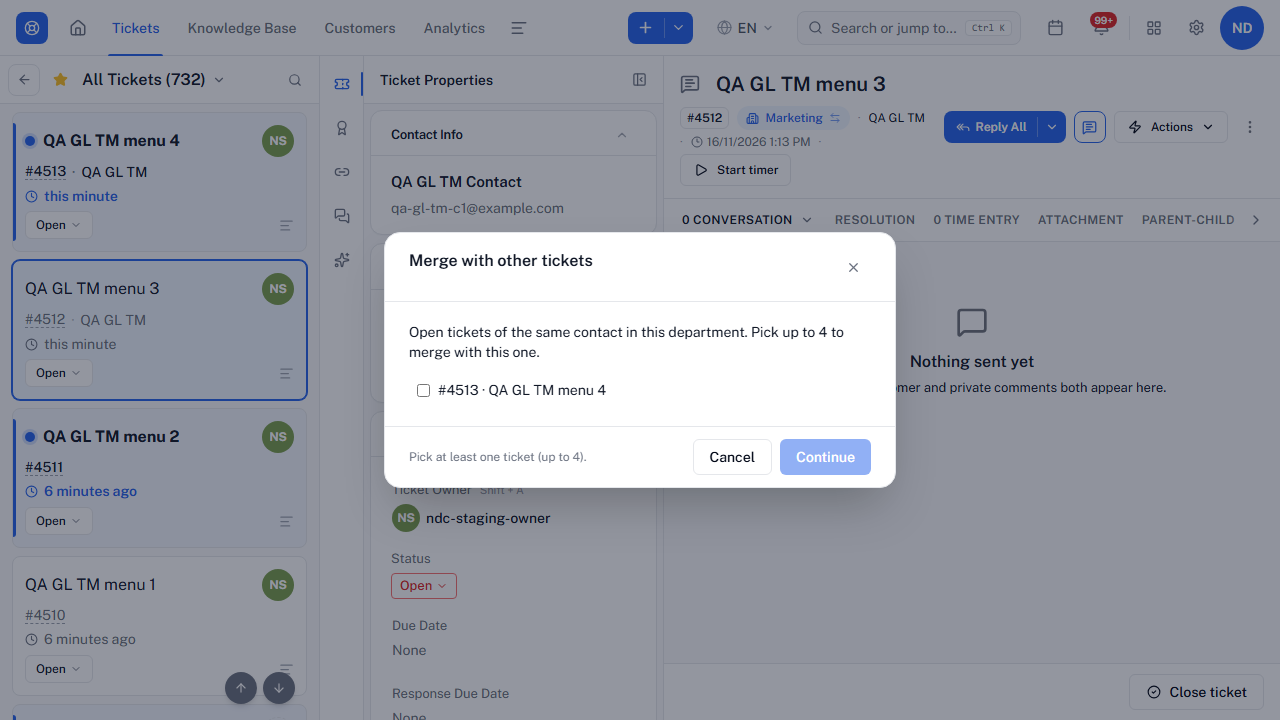 Tickets
Knowledge Base
Customers
Analytics
EN
Search or jump to...
Ctrl K
99+
ND
All Tickets (732)
QA GL TM menu 4
NS
#4513 · QA GL TM
this minute
Open
QA GL TM menu 3
NS
#4512 · QA GL TM
this minute
Open
QA GL TM menu 2
NS
#4511
6 minutes ago
Open
QA GL TM menu 1
NS
#4510
6 minutes ago
Open
Ticket Properties
Contact Info
QA GL TM Contact
qa-gl-tm-c1@example.com
Ticket Owner Shift + A
NS
ndc-staging-owner
Status
Open
Due Date
None
Response Due Date
None
QA GL TM menu 3
#4512
Marketing
· QA GL TM
· 16/11/2026 1:13 PM ·
Start timer
Reply All
Actions
0 CONVERSATION
RESOLUTION
0 TIME ENTRY
ATTACHMENT
PARENT-CHILD
Nothing sent yet
and private comments both appear here.
Close ticket
Merge with other tickets
Open tickets of the same contact in this department. Pick up to 4 to
merge with this one.
#4513 · QA GL TM menu 4
Pick at least one ticket (up to 4).
Cancel
Continue